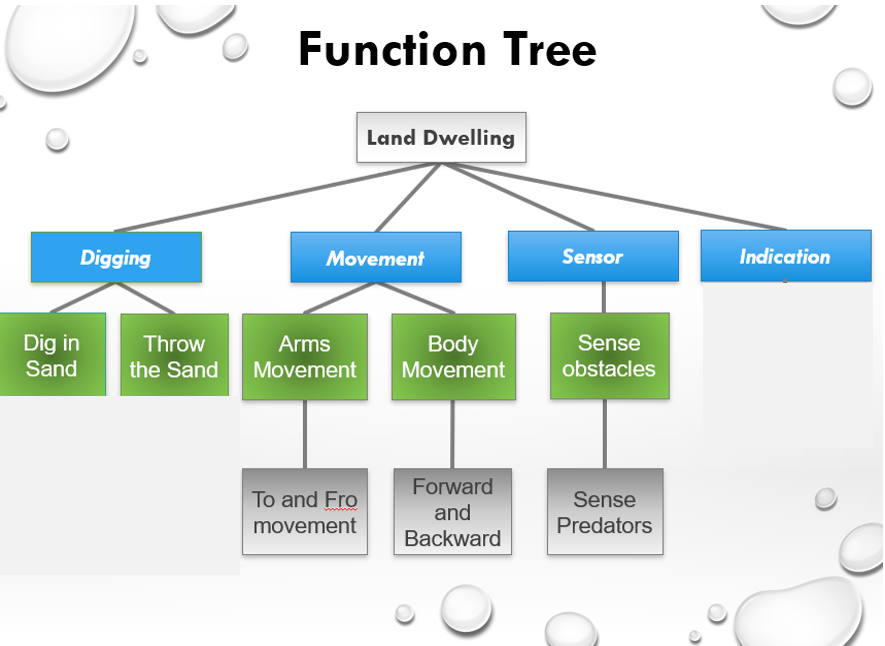 Function Tree
Land Dwelling
Digging
Movement
Sensor
Indication
Dig in
Sand
Throw
the Sand
Arms
Movement
Body
Movement
Sense
obstacles
To and Fro
movement
Forward
and
Backward
Sense
Predators